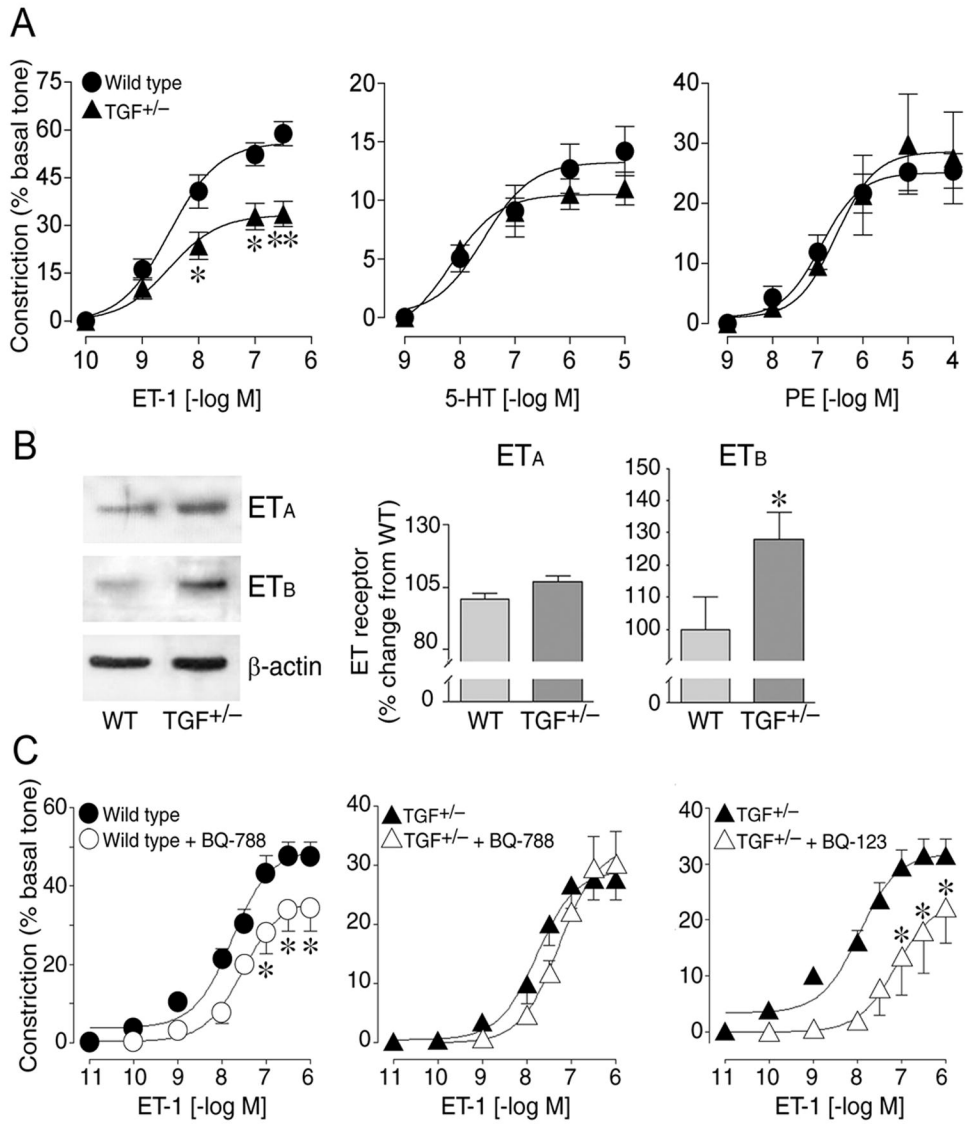 A
Constriction (% basal tone)
75
60
45
30
15
0
Wild type
TGF+/–
*
*
**
10 9 8 7 6
ET-1 [-log M]
20
15
10
5
0
9 8 7 6 5
5-HT [-log M]
40
30
20
10
0
9 8 7 6 5 4
PE [-log M]
B
ETA
ETB
β-actin
WT TGF+/–
ETA
ET receptor
(% change from WT)
130
105
80
0
WT TGF+/–
ETB
150
140
130
120
110
100
0
*
WT TGF+/–
C
Constriction (% basal tone)
60
40
20
0
Wild type
Wild type + BQ-788
* * *
11 10 9 8 7 6
ET-1 [-log M]
40
30
20
10
0
TGF+/–
TGF+/– + BQ-788
11 10 9 8 7 6
ET-1 [-log M]
40
30
20
10
0
TGF+/–
TGF+/– + BQ-123
* * *
11 10 9 8 7 6
ET-1 [-log M]